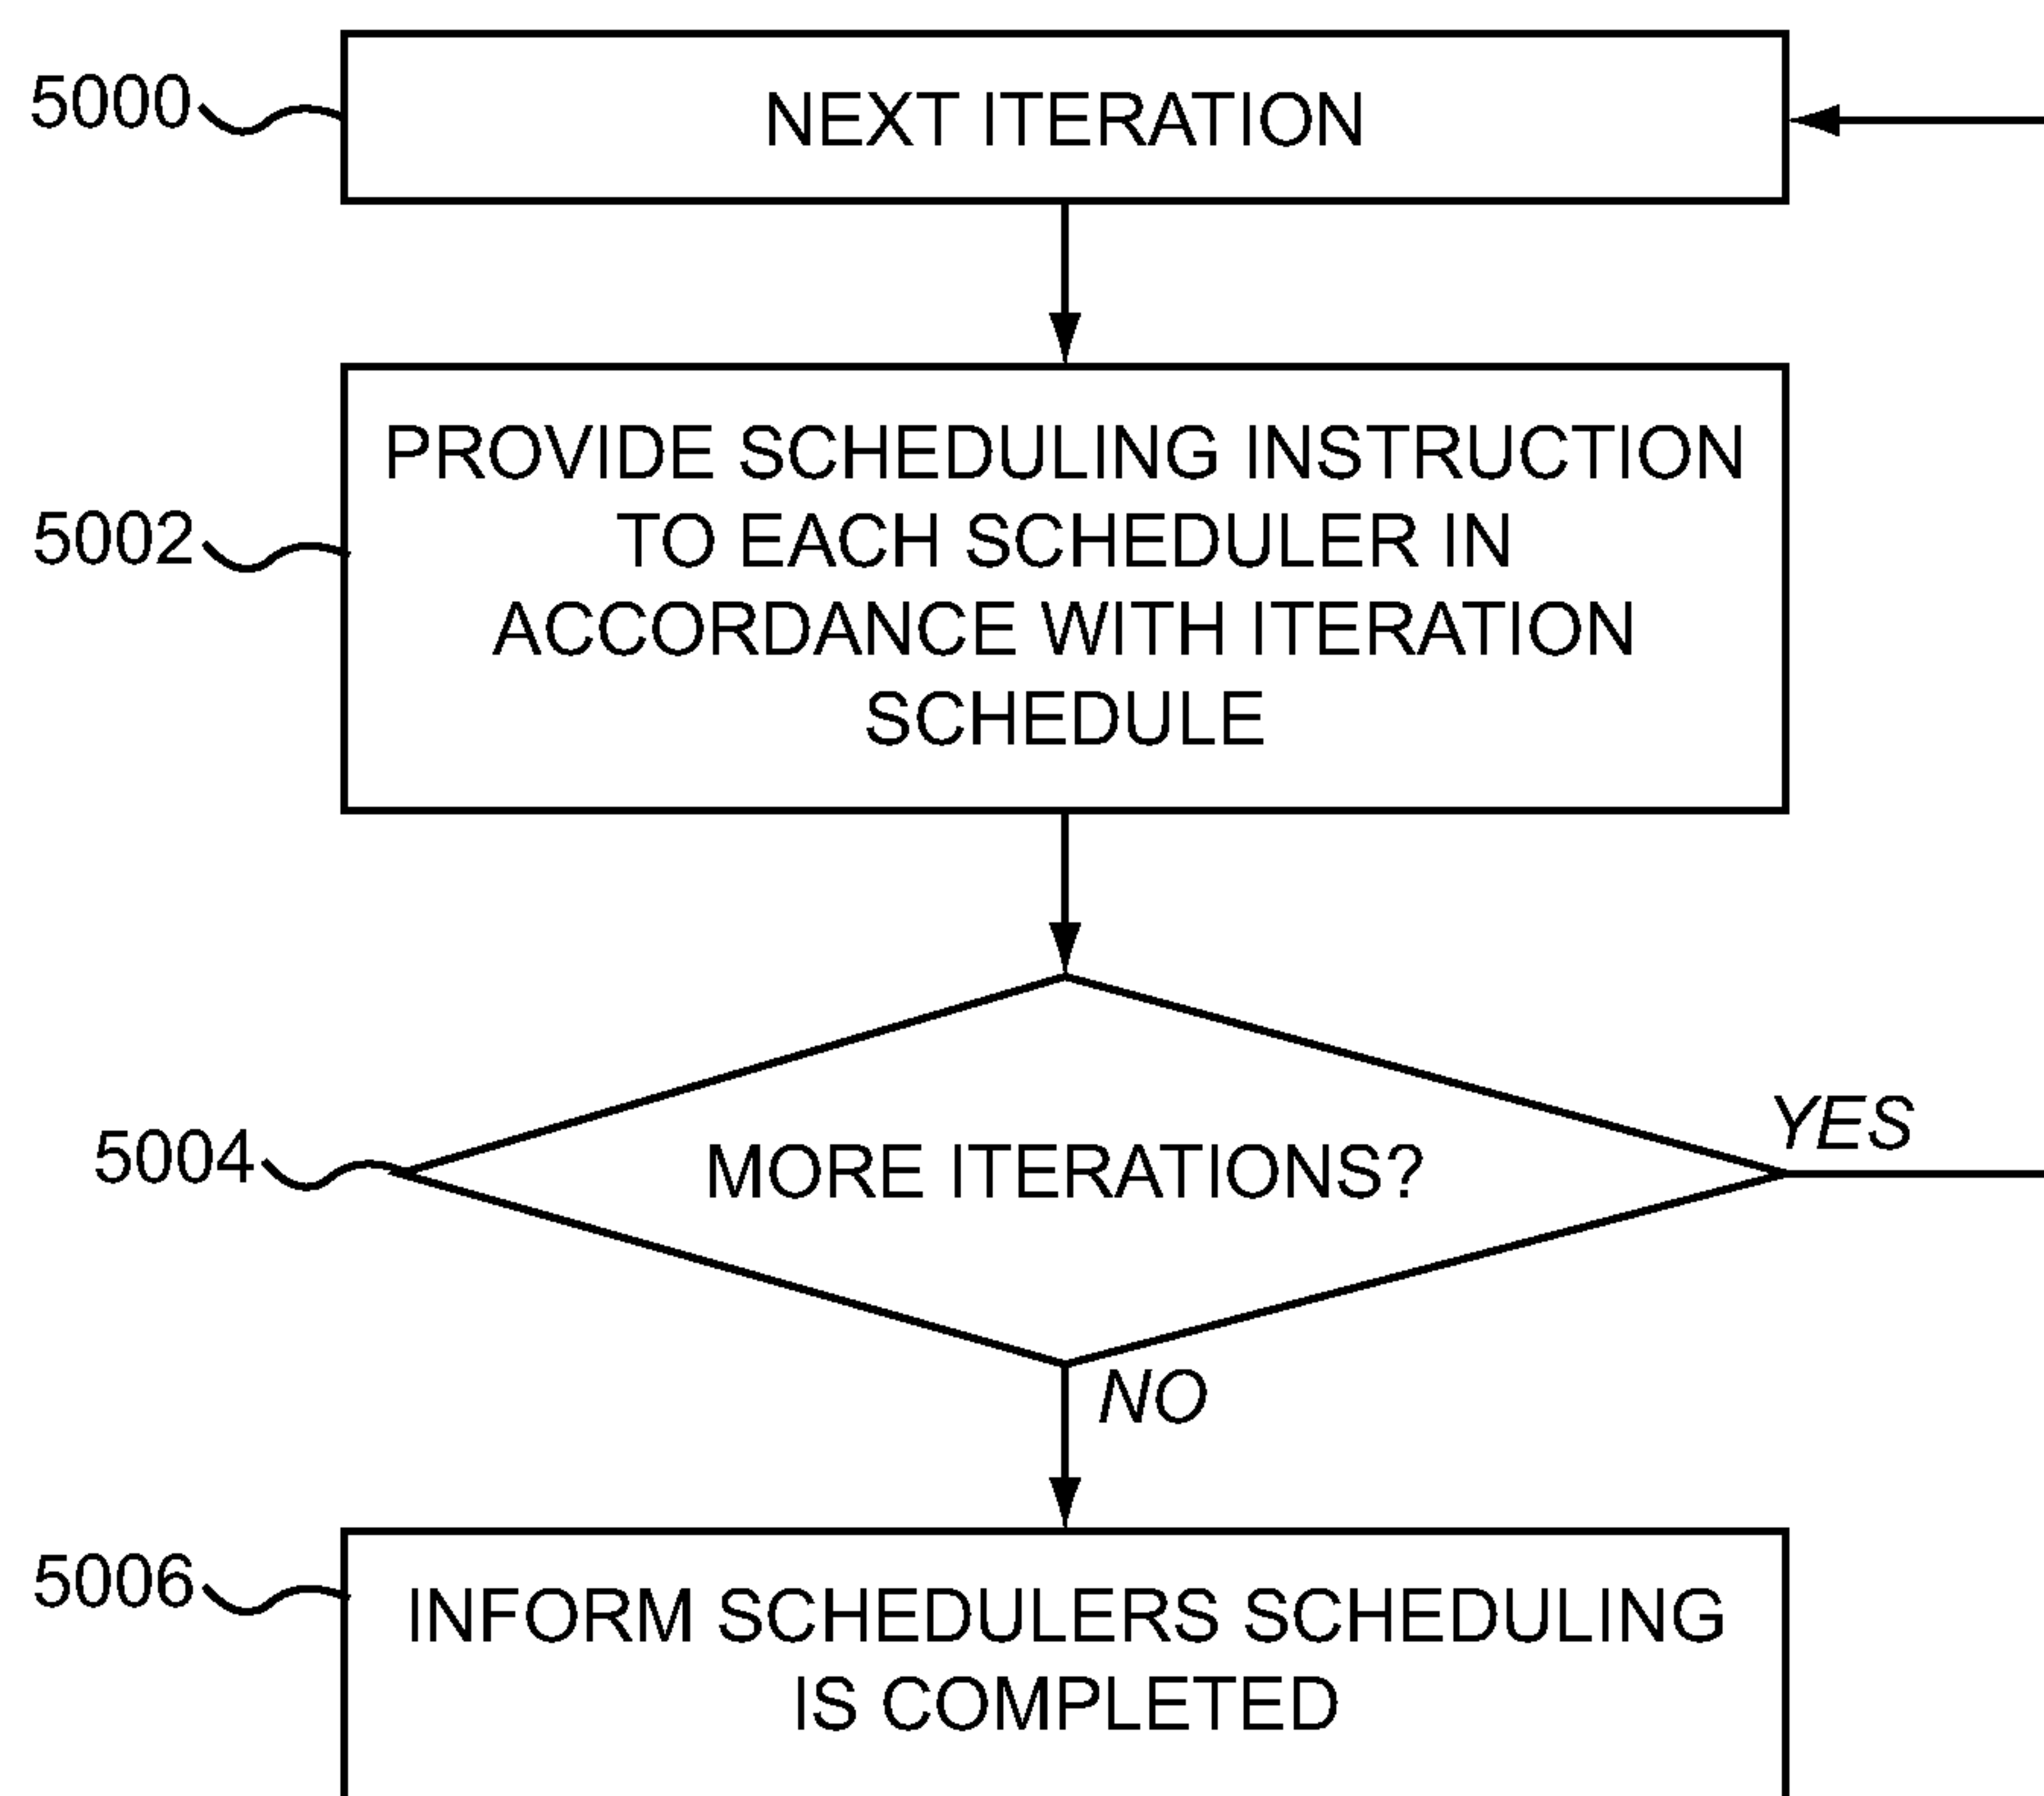 5000
NEXT ITERATION
5002
PROVIDE SCHEDULING INSTRUCTION
TO EACH SCHEDULER IN
ACCORDANCE WITH ITERATION
SCHEDULE
5004
MORE ITERATIONS?
YES
NO
5006
INFORM SCHEDULERS SCHEDULING
IS COMPLETED